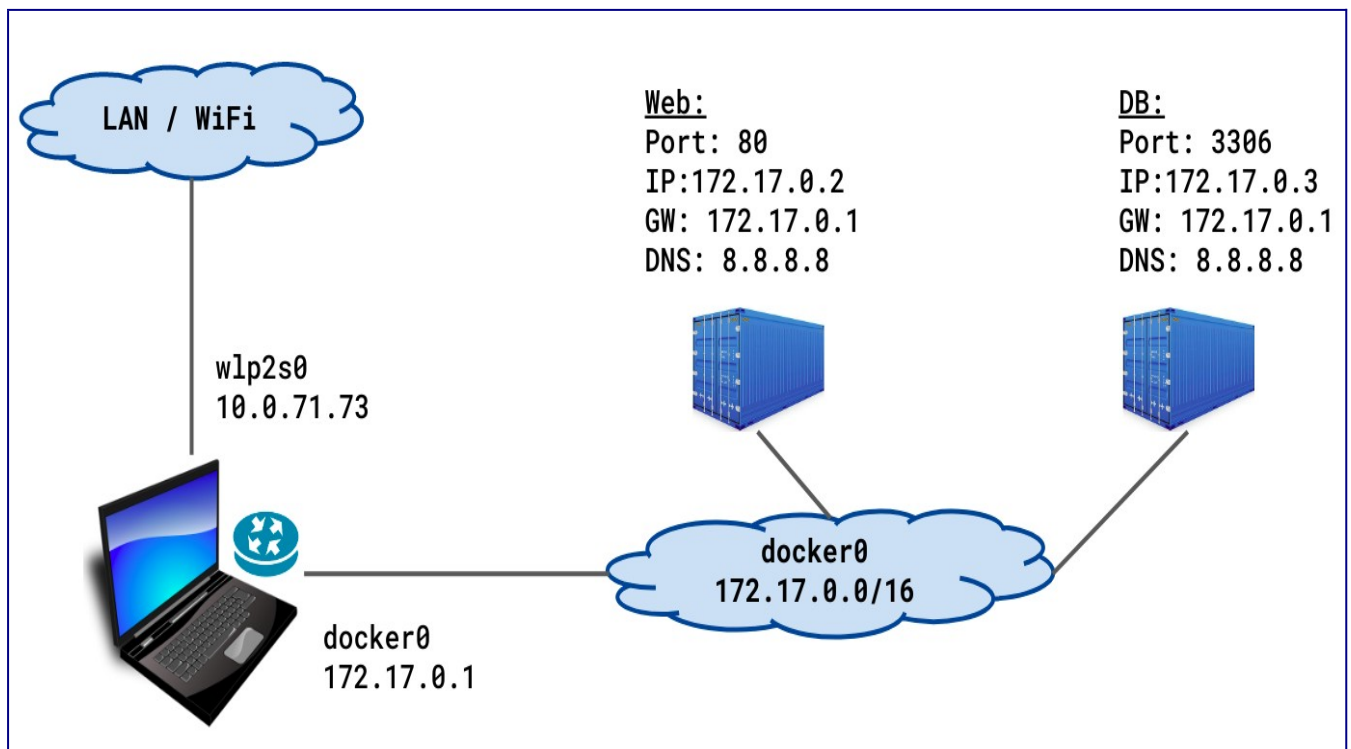 LAN / WiFi
Web:
Port: 80
IP:172.17.0.2
GW: 172.17.0.1
DNS: 8.8.8.8
DB:
Port: 3306
IP:172.17.0.3
GW: 172.17.0.1
DNS: 8.8.8.8
wlp2s0
10.0.71.73
docker0
172.17.0.0/16
docker0
172.17.0.1